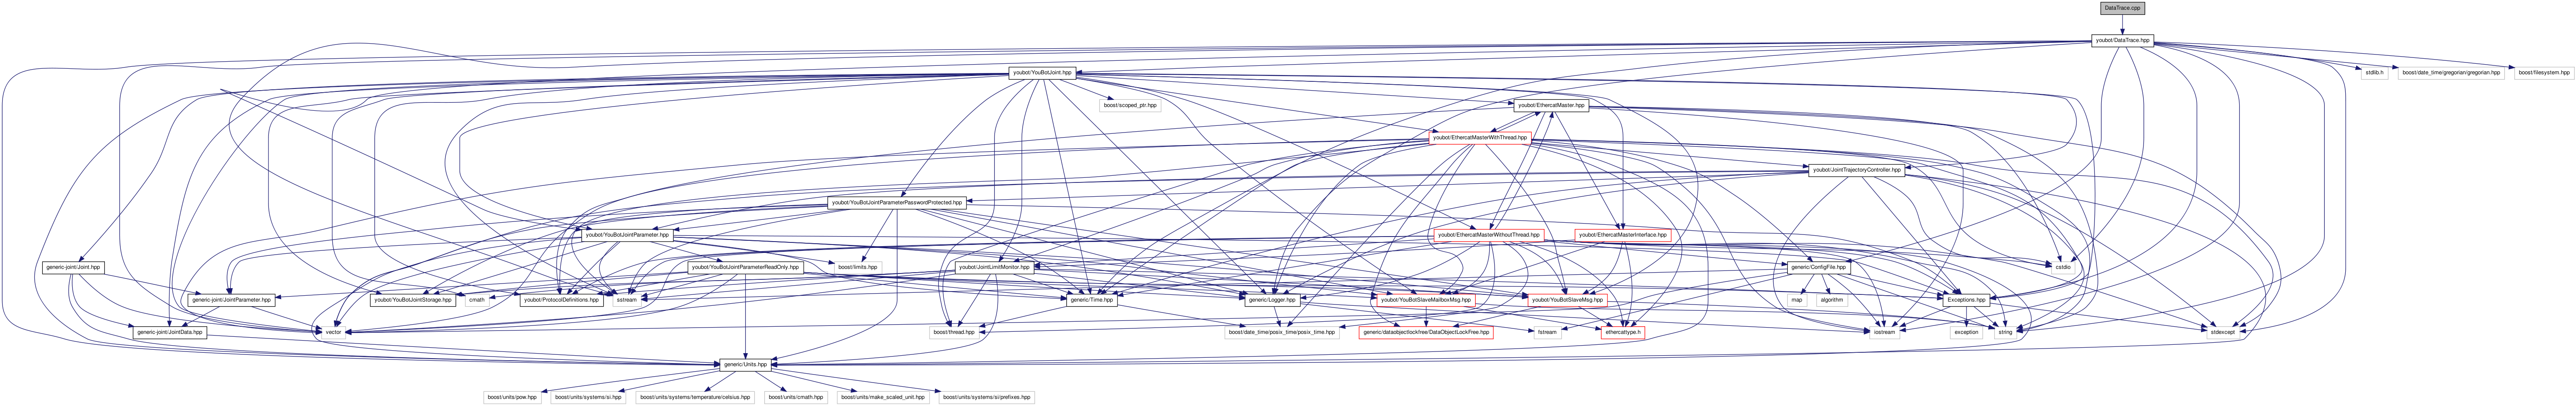 DataTrace.cpp
youbot/DataTrace.hpp
youbot/YouBotJoint.hpp
stdlib.h
boost/date_time/gregorian/gregorian.hpp
boost/filesystem.hpp
boost/scoped_ptr.hpp
youbot/EthercatMaster.hpp
youbot/EthercatMasterWithThread.hpp
youbot/JointTrajectoryController.hpp
youbot/YouBotJointParameterPasswordProtected.hpp
youbot/YouBotJointParameter.hpp
youbot/EthercatMasterWithoutThread.hpp
youbot/EthercatMasterInterface.hpp
generic-joint/Joint.hpp
youbot/YouBotJointParameterReadOnly.hpp
boost/limits.hpp
youbot/JointLimitMonitor.hpp
generic/ConfigFile.hpp
cstdio
generic-joint/JointParameter.hpp
youbot/YouBotJointStorage.hpp
cmath
youbot/ProtocolDefinitions.hpp
sstream
generic/Time.hpp
generic/Logger.hpp
youbot/YouBotSlaveMailboxMsg.hpp
youbot/YouBotSlaveMsg.hpp
map
algorithm
Exceptions.hpp
generic-joint/JointData.hpp
vector
boost/thread.hpp
boost/date_time/posix_time/posix_time.hpp
generic/dataobjectlockfree/DataObjectLockFree.hpp
fstream
ethercattype.h
iostream
exception
string
stdexcept
generic/Units.hpp
boost/units/pow.hpp
boost/units/systems/si.hpp
boost/units/systems/temperature/celsius.hpp
boost/units/cmath.hpp
boost/units/make_scaled_unit.hpp
boost/units/systems/si/prefixes.hpp